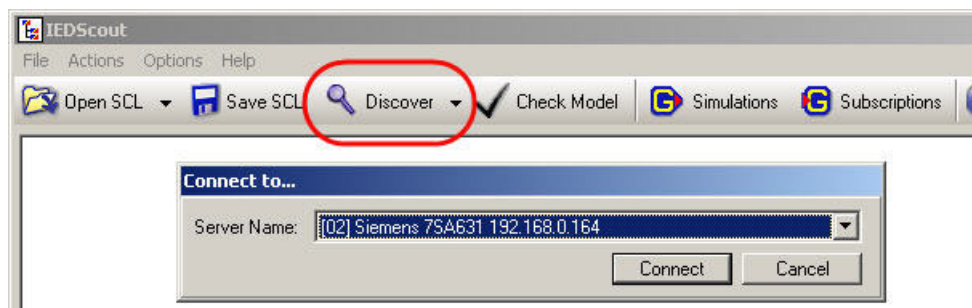 IEDScout
File Actions Options Help
Open SCL Save SCL Discover Check Model Simulations Subscriptions
Connect to...
Server Name: [02] Siemens 7SA631 192.168.0.164
Connect Cancel